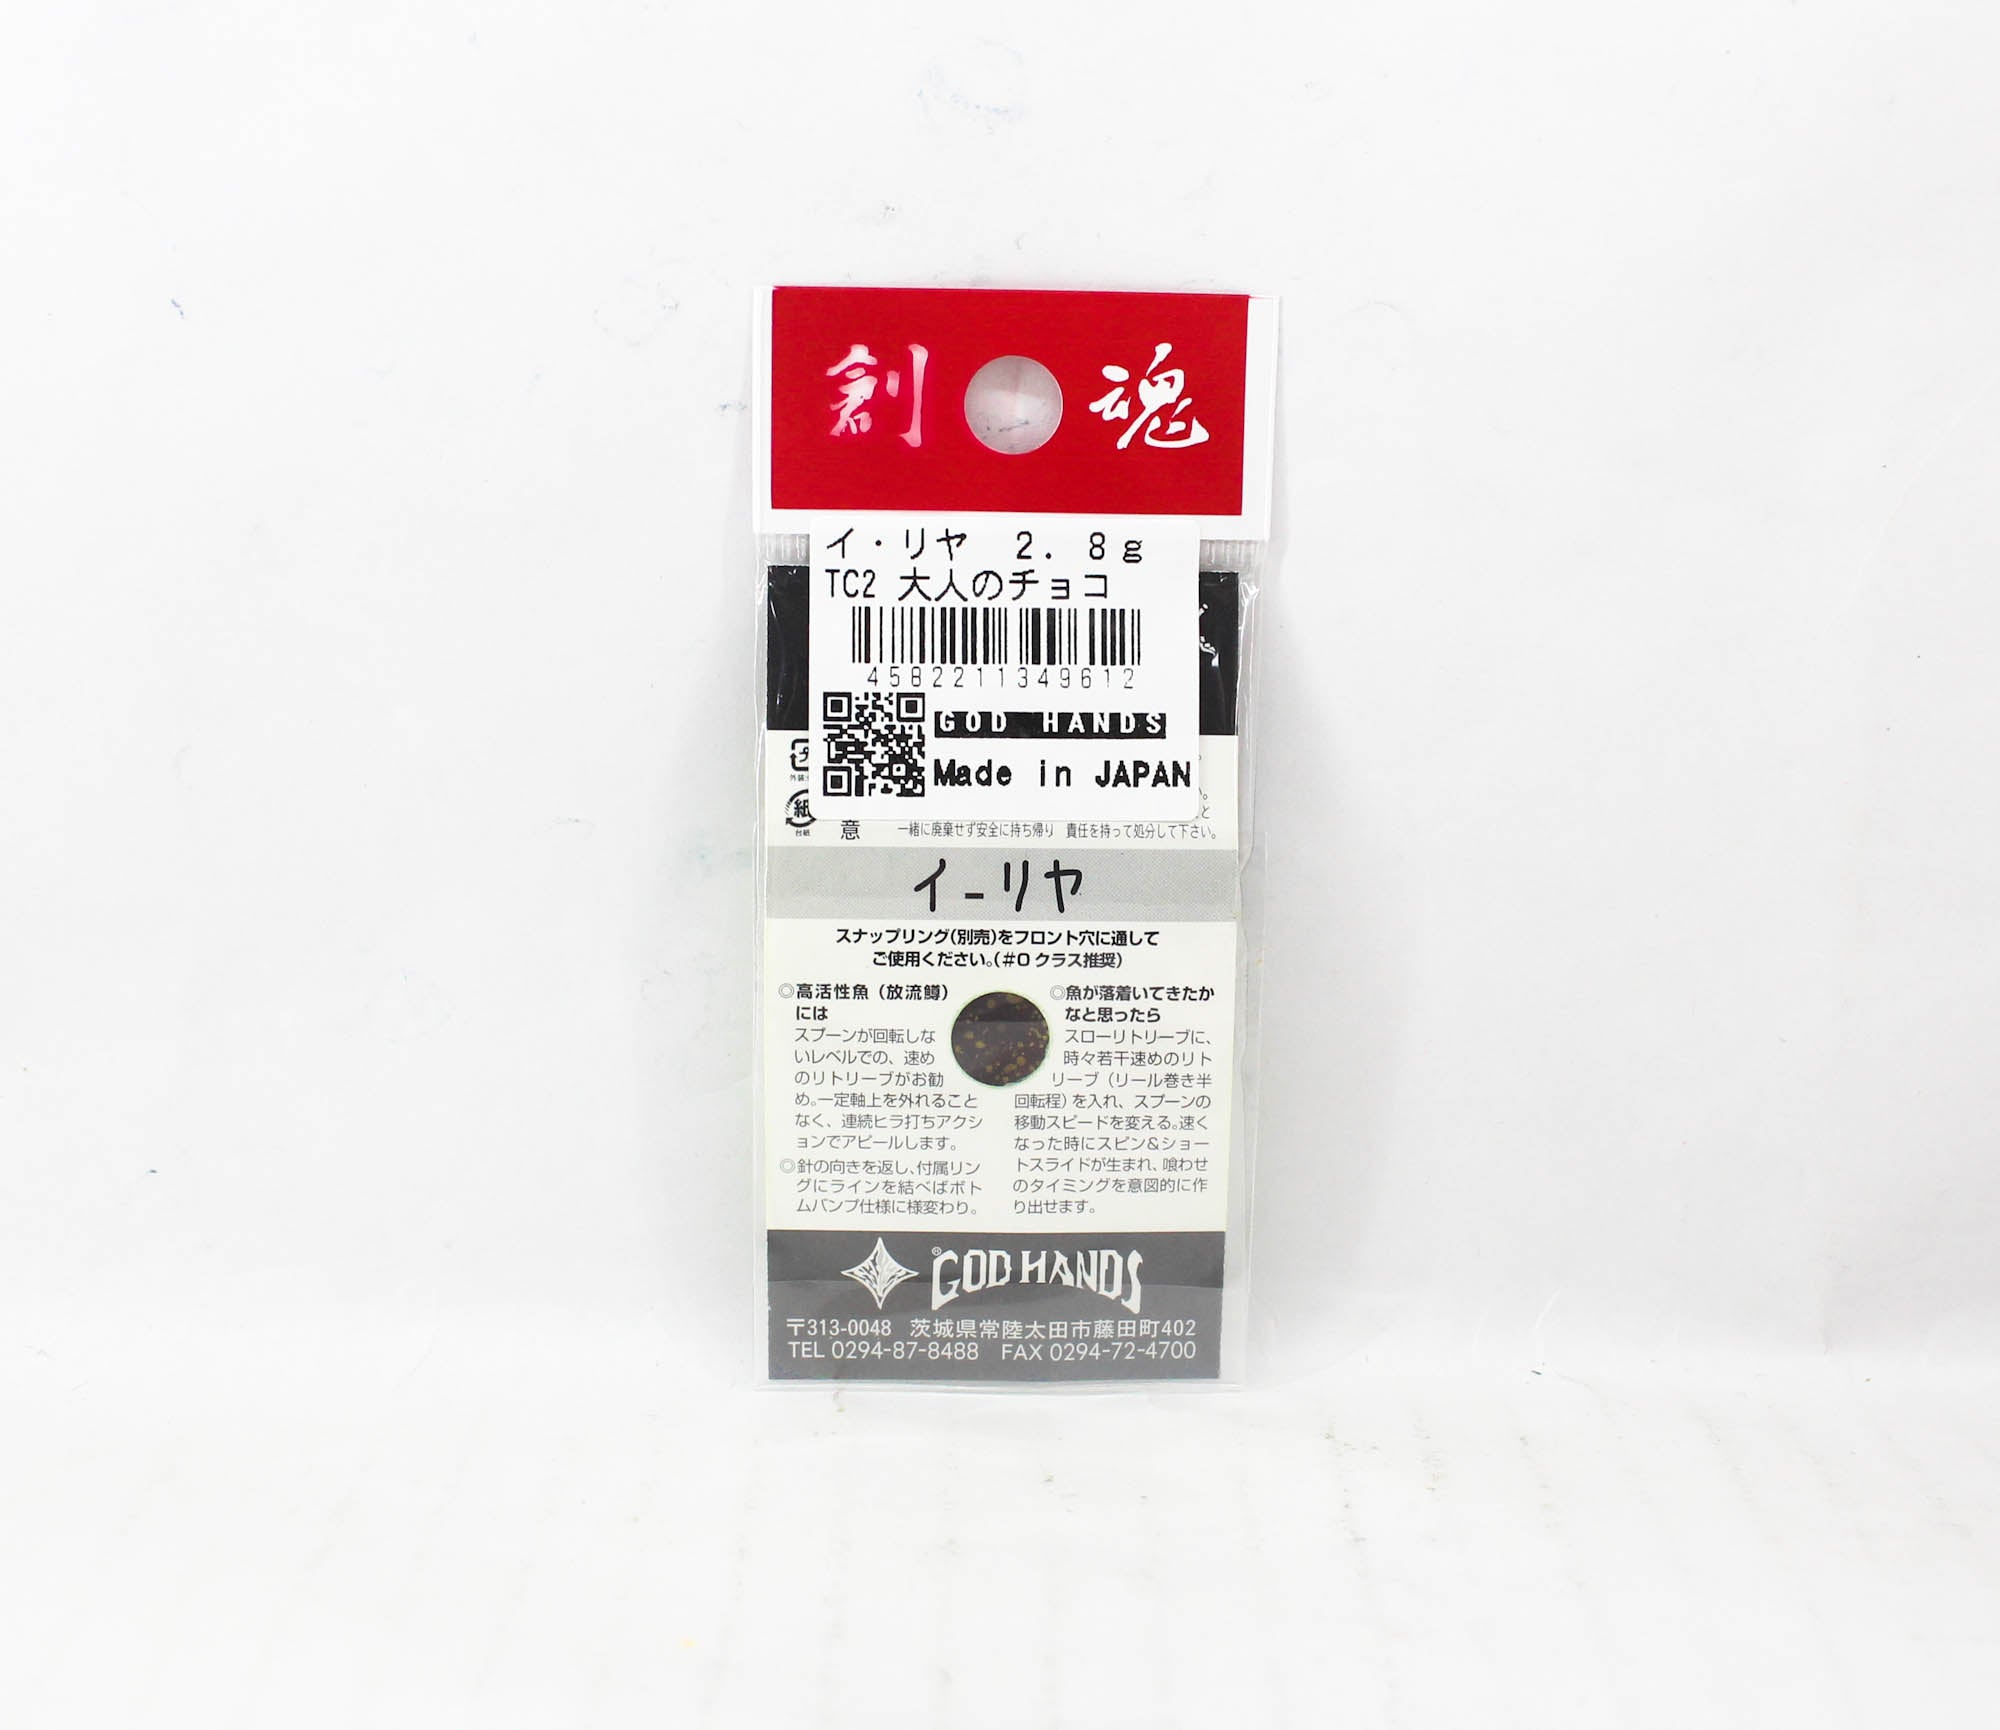 創 魂
イ・リヤ 2.8g
TC2 大人のチョコ
4582211349612
GOD HANDS
Made in JAPAN
紙
台紙
意
一緒に廃棄せず安全に持ち帰り 責任を持って処分して下さい。
イ-リヤ
スナップリング(別売)をフロント穴に通して
ご使用ください。(#0 クラス推奨)
◎高活性魚(放流鱒)
には
スプーンが回転しな
いレベルでの、速め
のリトリーブがお勧
め。一定軸上を外れること
なく、連続ヒラ打ちアクシ
ョンでアピールします。
◎針の向きを返し、付属リン
グにラインを結べばボト
ムバンプ仕様に様変わり。
◎魚が落着いてきたか
なと思ったら
スローリトリーブに、
時々若干速めのリト
リーブ(リール巻き半
回転程)を入れ、スプーンの
移動スピードを変える。速く
なった時にスピン&ショー
トスライドが生まれ、喰わせ
のタイミングを意図的に作
り出せます。
®GOD HANDS
〒313-0048 茨城県常陸太田市藤田町402
TEL 0294-87-8488 FAX 0294-72-4700